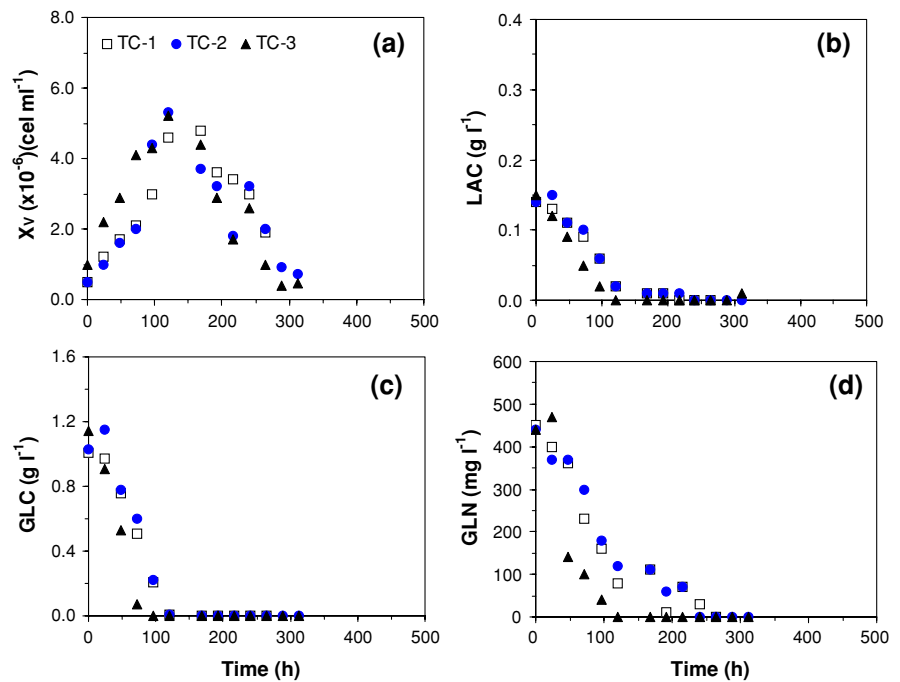 TC-1 TC-2 TC-3
(a)
8.0
6.0
4.0
2.0
0.0
Xv (x10⁻⁶)(cel ml⁻¹)
0 100 200 300 400 500
(b)
0.4
0.3
0.2
0.1
0.0
LAC (g l⁻¹)
0 100 200 300 400 500
(c)
1.6
1.2
0.8
0.4
0.0
GLC (g l⁻¹)
0 100 200 300 400 500
Time (h)
(d)
600
500
400
300
200
100
0
GLN (mg l⁻¹)
0 100 200 300 400 500
Time (h)